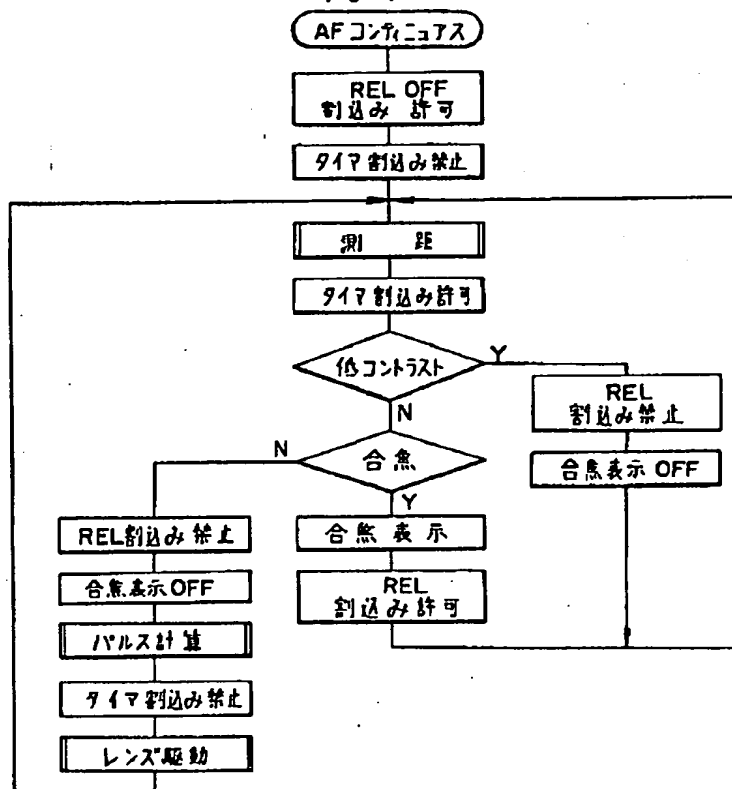 AFコンティニュアス
REL OFF
割込み 許可
タイマ割込み禁止
測 距
タイマ割込み許可
低コントラスト
Y
N
REL
割込み禁止
合焦表示 OFF
合焦
N
Y
合焦表示
REL
割込み許可
REL割込み禁止
合焦表示OFF
パルス計算
タイマ割込み禁止
レンズ駆動